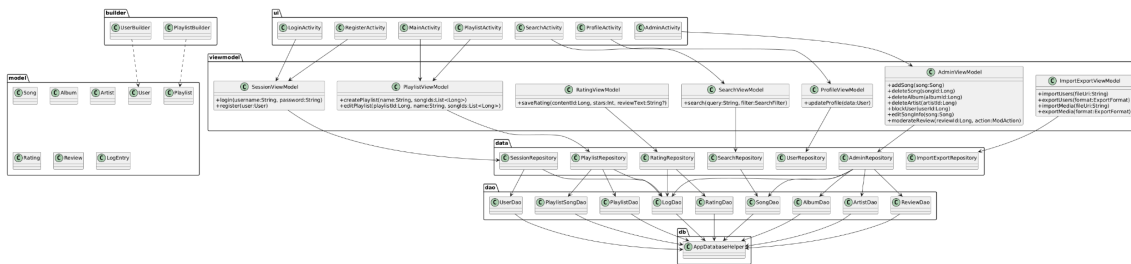 builder
UserBuilder
PlaylistBuilder
ui
LoginActivity
RegisterActivity
MainActivity
PlaylistActivity
SearchActivity
ProfileActivity
AdminActivity
model
Song
Album
Artist
User
Playlist
Rating
Review
LogEntry
viewmodel
SessionViewModel
+login(username:String, password:String)
+register(user:User)
PlaylistViewModel
+createPlaylist(name:String, songIds:List<Long>)
+editPlaylist(playlistId:Long, name:String, songIds:List<Long>)
RatingViewModel
+saveRating(contentId:Long, stars:Int, reviewText:String?)
SearchViewModel
+search(query:String, filter:SearchFilter)
ProfileViewModel
+updateProfile(data:User)
AdminViewModel
+addSong(song:Song)
+deleteSong(songId:Long)
+deleteAlbum(albumId:Long)
+deleteArtist(artistId:Long)
+blockUser(userId:Long)
+editSongInfo(song:Song)
+moderateReview(reviewId:Long, action:ModAction)
ImportExportViewModel
+importUsers(fileUri:String)
+exportUsers(format:ExportFormat)
+importMedia(fileUri:String)
+exportMedia(format:ExportFormat)
data
SessionRepository
PlaylistRepository
RatingRepository
SearchRepository
UserRepository
AdminRepository
ImportExportRepository
dao
UserDao
PlaylistSongDao
PlaylistDao
LogDao
RatingDao
SongDao
AlbumDao
ArtistDao
ReviewDao
db
AppDatabaseHelper